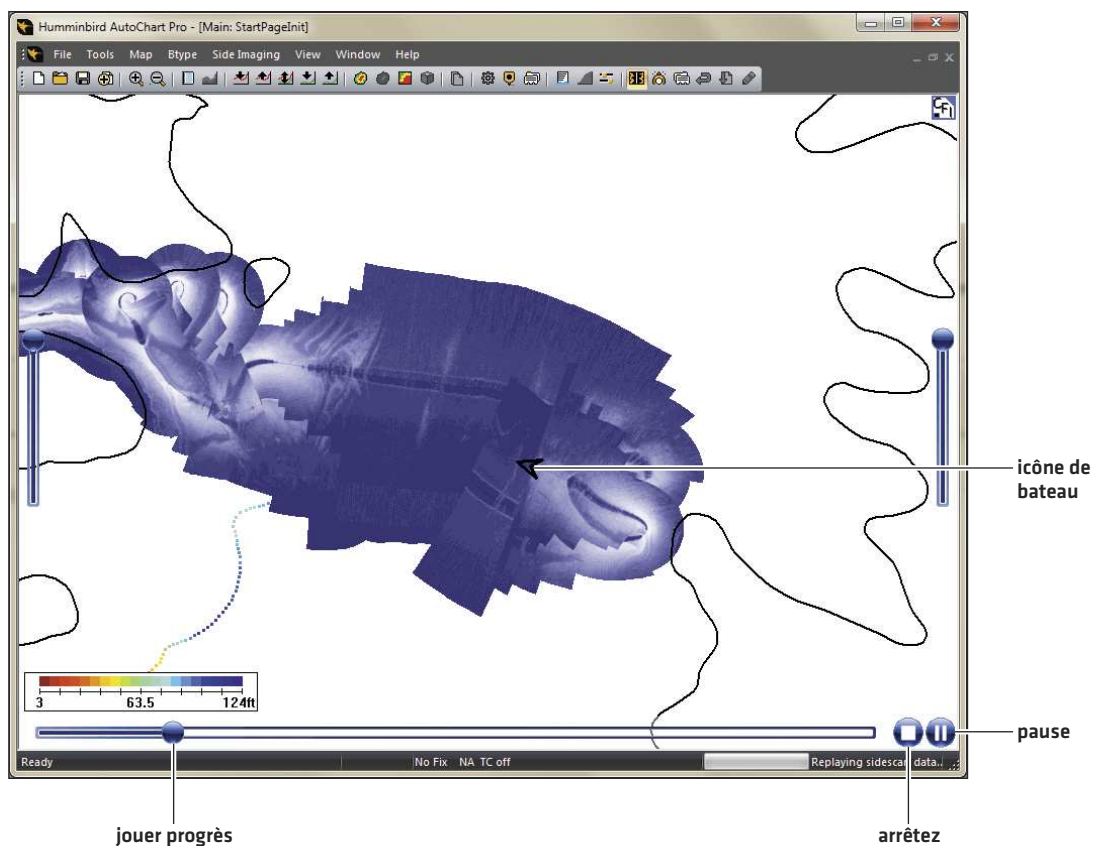 Humminbird AutoChart Pro - [Main: StartPageInit]
File Tools Map Btype Side Imaging View Window Help
CFI
icône de
bateau
3 63.5 124ft
pause
Ready No Fix NA TC off Replaying sidescan data..
jouer progrès
arrêtez